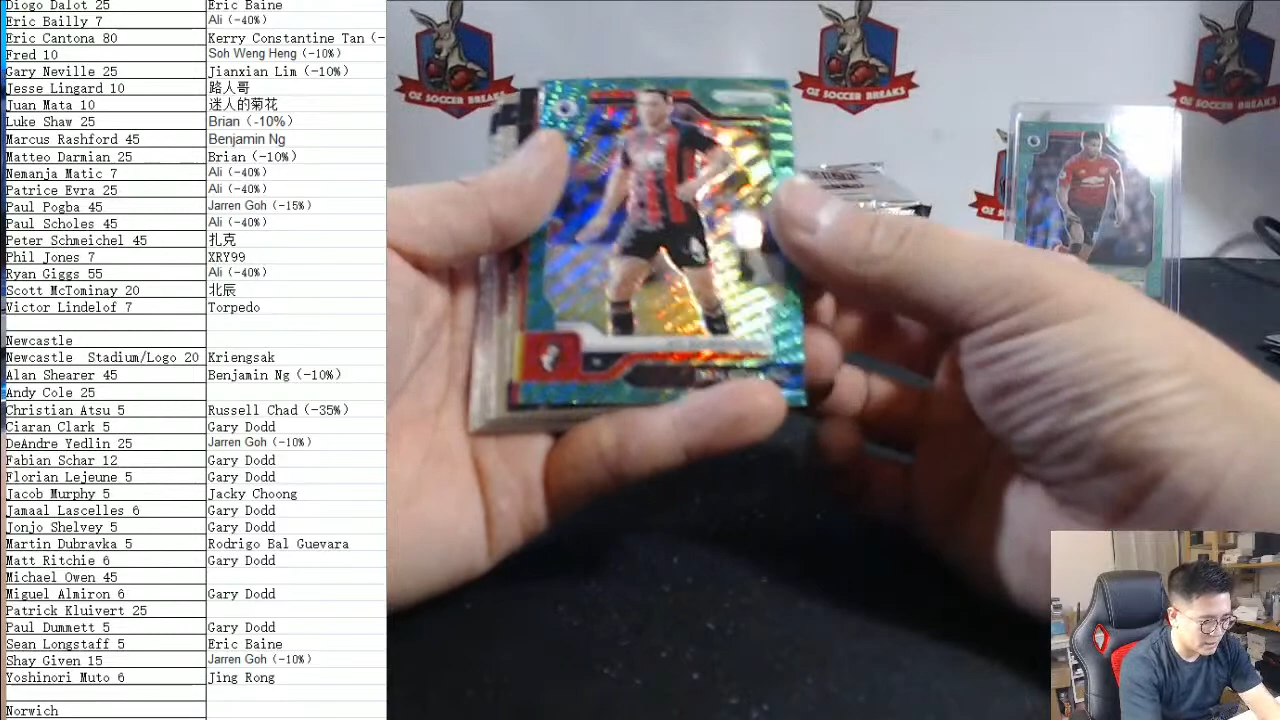 Diogo Dalot 25 Eric Baine
Eric Bailly 7 Ali (-40%)
Eric Cantona 80 Kerry Constantine Tan (-
Fred 10 Soh Weng Heng (-10%)
Gary Neville 25 Jianxian Lim (-10%)
Jesse Lingard 10 路人哥
Juan Mata 10 迷人的菊花
Luke Shaw 25 Brian (-10%)
Marcus Rashford 45 Benjamin Ng
Matteo Darmian 25 Brian (-10%)
Nemanja Matic 7 Ali (-40%)
Patrice Evra 25 Ali (-40%)
Paul Pogba 45 Jarren Goh (-15%)
Paul Scholes 45 Ali (-40%)
Peter Schmeichel 45 扎克
Phil Jones 7 XRY99
Ryan Giggs 55 Ali (-40%)
Scott McTominay 20 北辰
Victor Lindelof 7 Torpedo
Newcastle
Newcastle Stadium/Logo 20 Kriengsak
Alan Shearer 45 Benjamin Ng (-10%)
Andy Cole 25
Christian Atsu 5 Russell Chad (-35%)
Ciaran Clark 5 Gary Dodd
DeAndre Yedlin 25 Jarren Goh (-10%)
Fabian Schar 12 Gary Dodd
Florian Lejeune 5 Gary Dodd
Jacob Murphy 5 Jacky Choong
Jamaal Lascelles 6 Gary Dodd
Jonjo Shelvey 5 Gary Dodd
Martin Dubravka 5 Rodrigo Bal Guevara
Matt Ritchie 6 Gary Dodd
Michael Owen 45
Miguel Almiron 6 Gary Dodd
Patrick Kluivert 25
Paul Dummett 5 Gary Dodd
Sean Longstaff 5 Eric Baine
Shay Given 15 Jarren Goh (-10%)
Yoshinori Muto 6 Jing Rong
Norwich
OZ SOCCER BREAKS
OZ SOCCER BREAKS
OZ SOCCER BREAKS